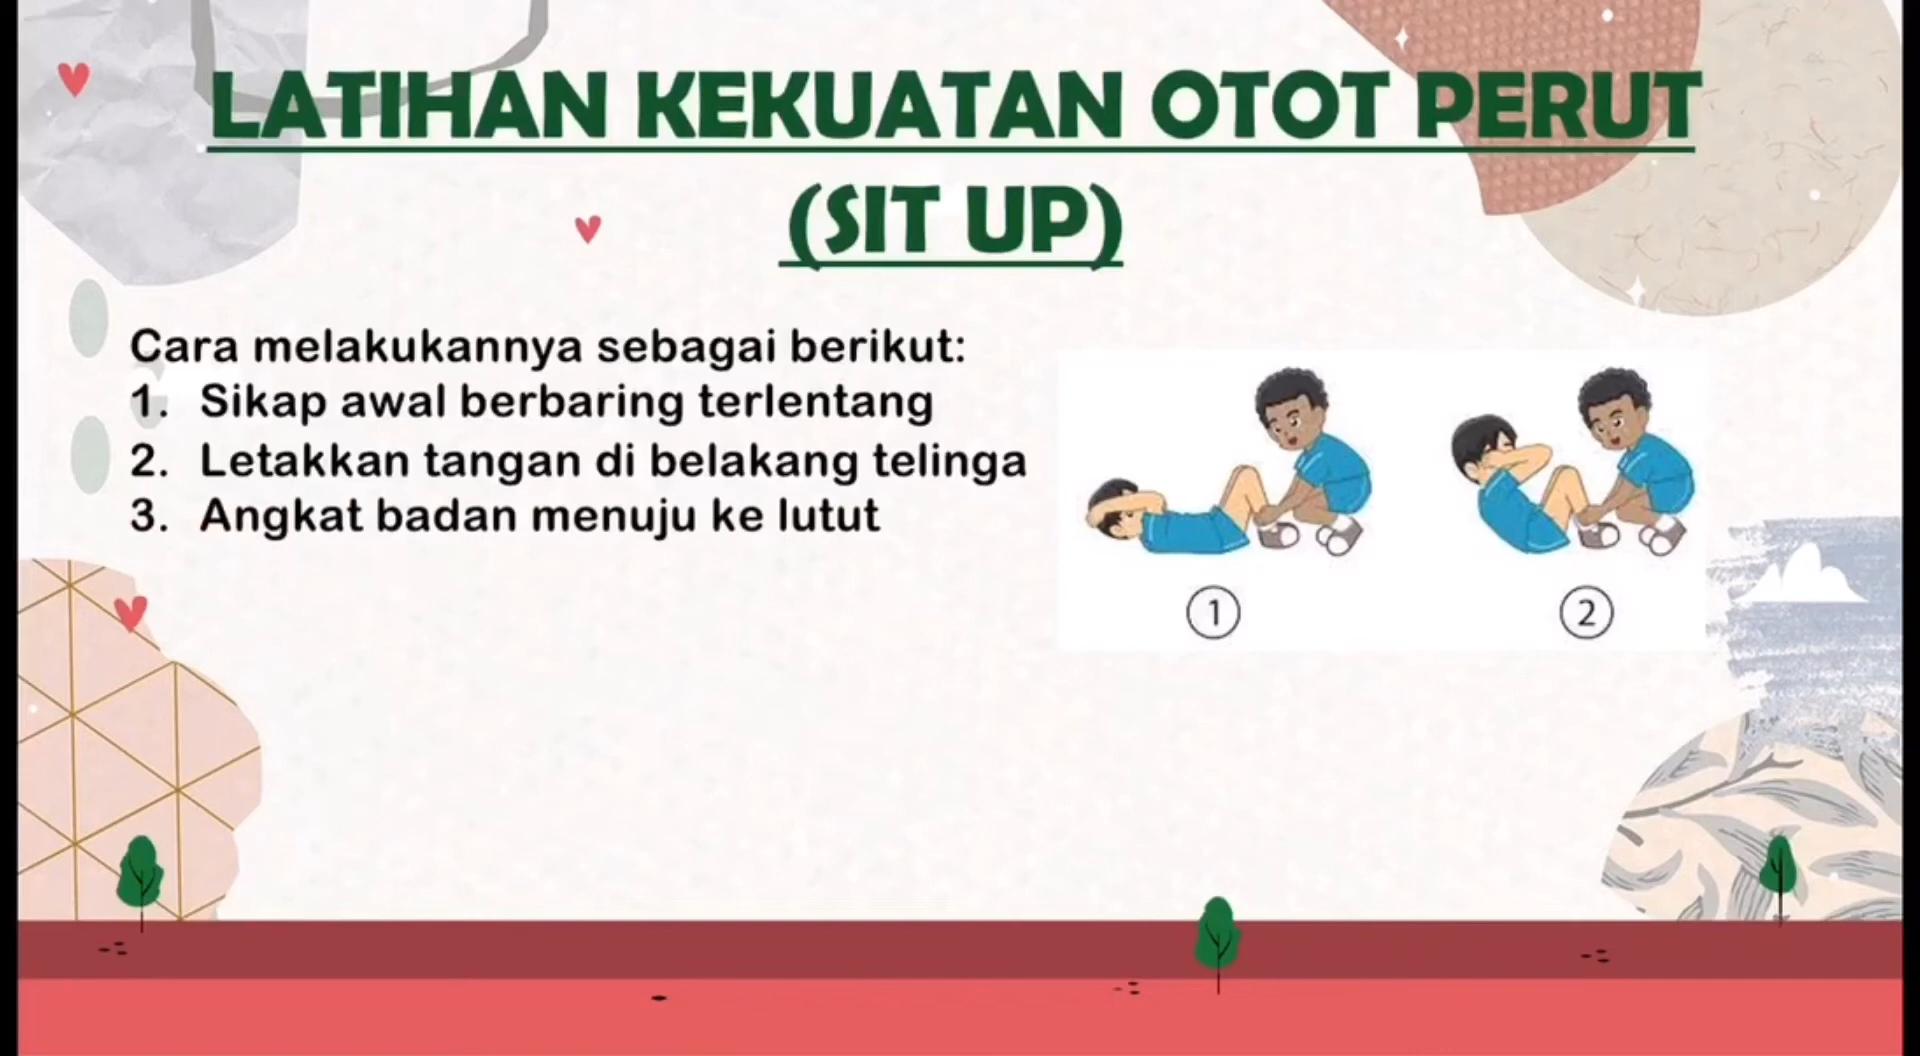 LATIHAN KEKUATAN OTOT PERUT
(SIT UP)
Cara melakukannya sebagai berikut:
1. Sikap awal berbaring terlentang
2. Letakkan tangan di belakang telinga
3. Angkat badan menuju ke lutut
1
2